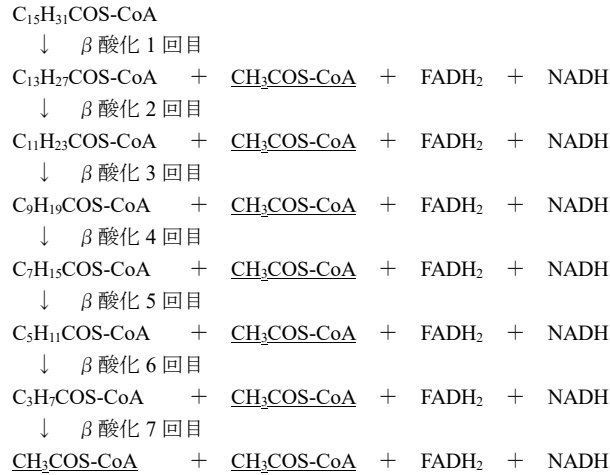 C₁₅H₃₁COS-CoA
↓ β酸化1回目
C₁₃H₂₇COS-CoA + CH₃COS-CoA + FADH₂ + NADH
↓ β酸化2回目
C₁₁H₂₃COS-CoA + CH₃COS-CoA + FADH₂ + NADH
↓ β酸化3回目
C₉H₁₉COS-CoA + CH₃COS-CoA + FADH₂ + NADH
↓ β酸化4回目
C₇H₁₅COS-CoA + CH₃COS-CoA + FADH₂ + NADH
↓ β酸化5回目
C₅H₁₁COS-CoA + CH₃COS-CoA + FADH₂ + NADH
↓ β酸化6回目
C₃H₇COS-CoA + CH₃COS-CoA + FADH₂ + NADH
↓ β酸化7回目
CH₃COS-CoA + CH₃COS-CoA + FADH₂ + NADH